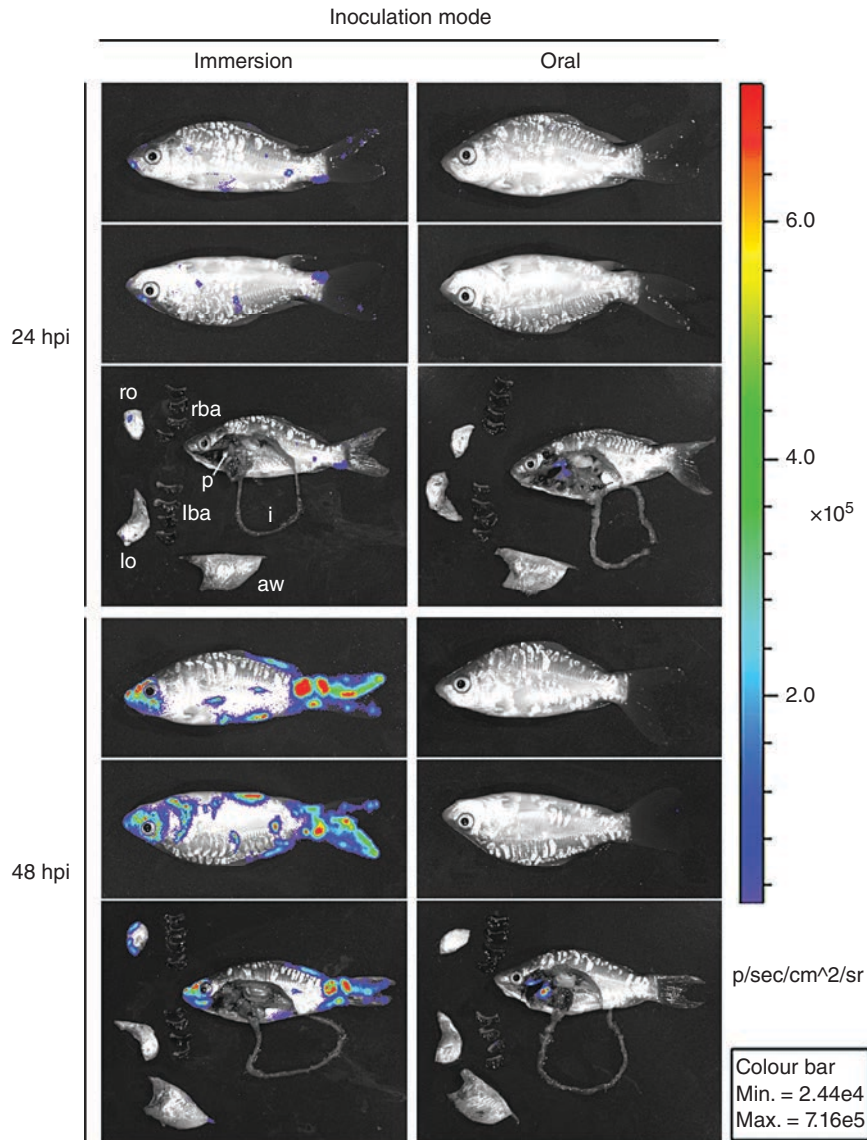 Inoculation mode
Immersion
Oral
24 hpi
ro
rba
p
lba
i
lo
aw
48 hpi
6.0
4.0
×10⁵
2.0
p/sec/cm^2/sr
Colour bar
Min. = 2.44e4
Max. = 7.16e5